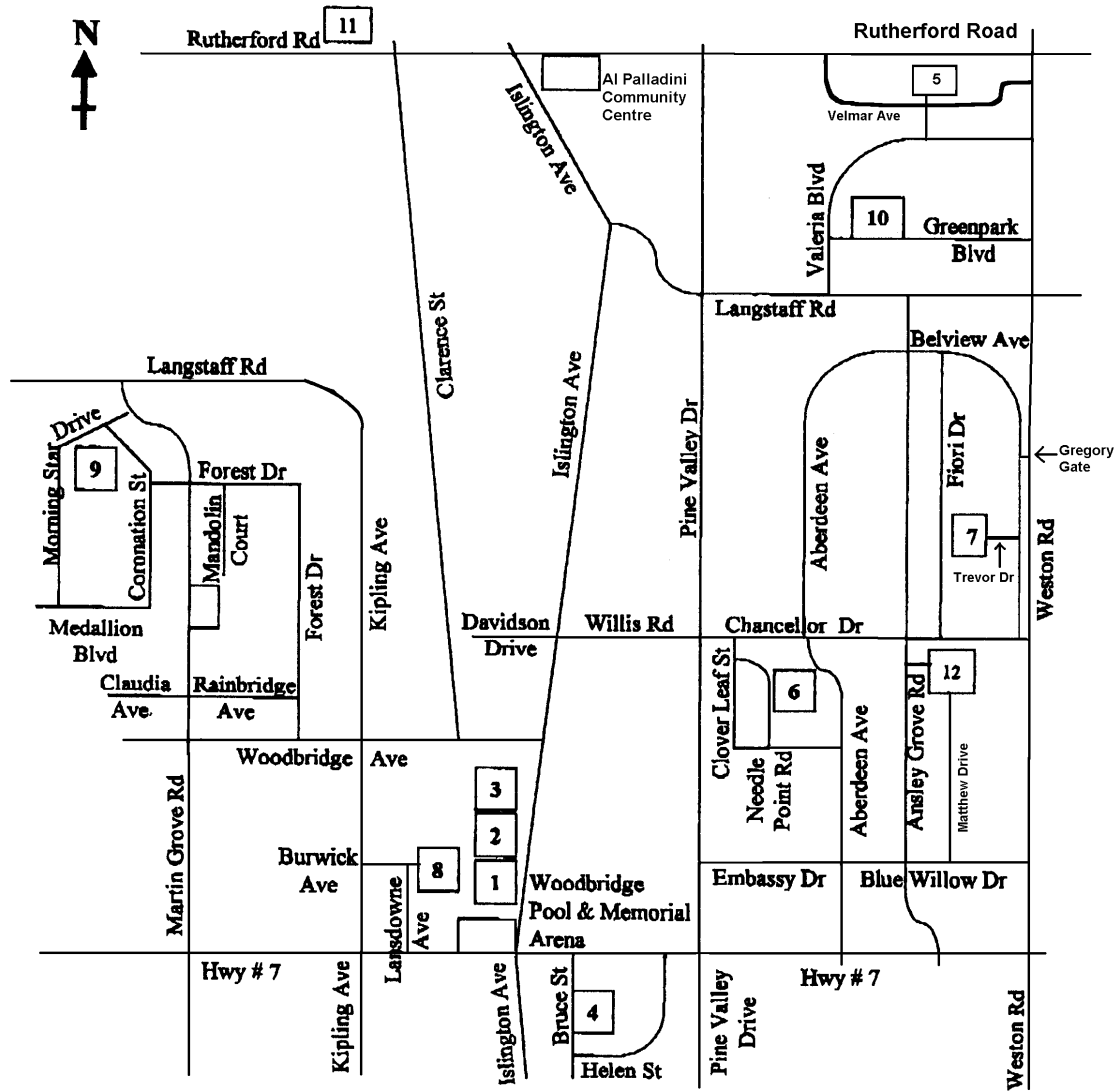 N
11
Rutherford Rd
Rutherford Road
Al Palladini
Community
Centre
Islington Ave
5
Velmar Ave
Valeria Blvd
10
Greenpark
Blvd
Langstaff Rd
Clarence St
Islington Ave
Pine Valley Dr
Belview Ave
Langstaff Rd
Morning Star
Drive
9
Coronation St
Forest Dr
Mandolin
Court
Forest Dr
Kipling Ave
Aberdeen Ave
Fiori Dr
Gregory
Gate
7
Trevor Dr
Weston Rd
Medallion
Blvd
Davidson
Drive
Willis Rd
Chancellor Dr
Claudia
Ave.
Rainbridge
Ave
Clover Leaf St
6
Needle
Point Rd
Aberdeen Ave
Ansley Grove Rd
12
Matthew Drive
Woodbridge Ave
Martin Grove Rd
3
2
1
Burwick
Ave
8
Lansdowne
Ave
Woodbridge
Pool & Memorial
Arena
Embassy Dr
Blue Willow Dr
Hwy # 7
Hwy # 7
Kipling Ave
Islington Ave
Bruce St
4
Helen St
Pine Valley
Drive
Weston Rd